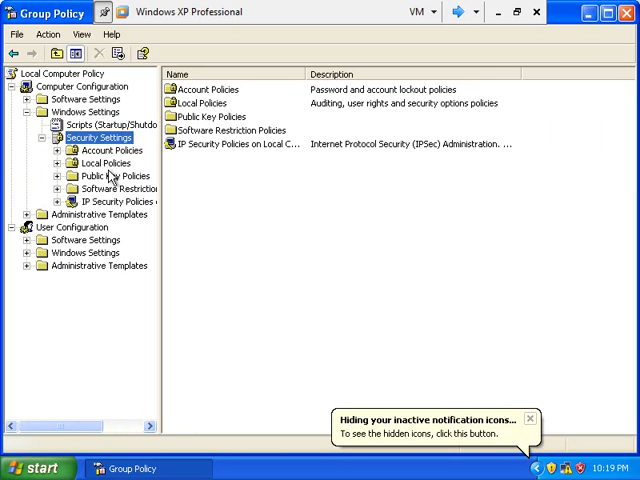 Group Policy
Windows XP Professional
VM
File
Action
View
Help
Local Computer Policy
Computer Configuration
Software Settings
Windows Settings
Scripts (Startup/Shutdo
Security Settings
Account Policies
Local Policies
Public Key Policies
Software Restriction
IP Security Policies
Administrative Templates
User Configuration
Software Settings
Windows Settings
Administrative Templates
Name
Description
Account Policies
Password and account lockout policies
Local Policies
Auditing, user rights and security options policies
Public Key Policies
Software Restriction Policies
IP Security Policies on Local C...
Internet Protocol Security (IPSec) Administration. ...
Hiding your inactive notification icons...
To see the hidden icons, click this button.
start
Group Policy
10:19 PM